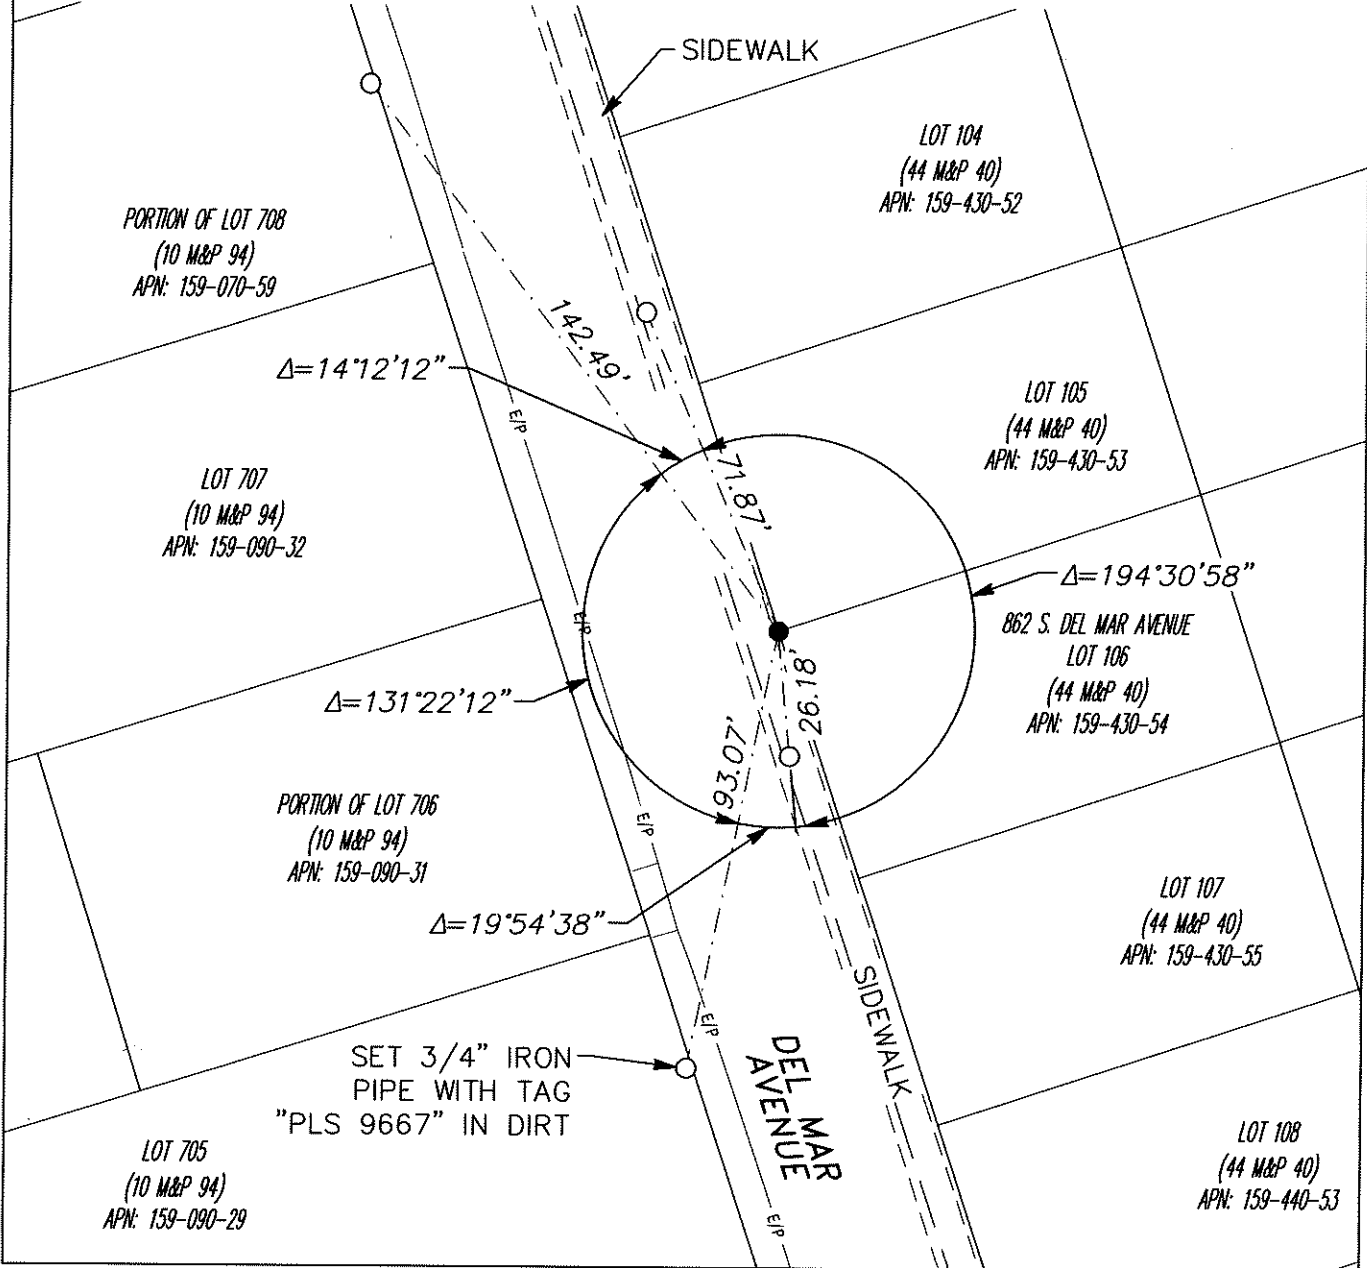 SIDEWALK
LOT 104
(44 M&P 40)
APN: 159-430-52
PORTION OF LOT 708
(10 M&P 94)
APN: 159-070-59
142.49'
Δ=14°12'12"
LOT 105
(44 M&P 40)
APN: 159-430-53
E/P
71.87'
LOT 707
(10 M&P 94)
APN: 159-090-32
Δ=194°30'58"
E/P
862 S. DEL MAR AVENUE
LOT 106
(44 M&P 40)
APN: 159-430-54
26.18'
Δ=131°22'12"
93.07'
PORTION OF LOT 706
(10 M&P 94)
APN: 159-090-31
E/P
Δ=19°54'38"
LOT 107
(44 M&P 40)
APN: 159-430-55
SIDEWALK
E/P
SET 3/4" IRON
PIPE WITH TAG
"PLS 9667" IN DIRT
DEL MAR
AVENUE
LOT 705
(10 M&P 94)
APN: 159-090-29
LOT 108
(44 M&P 40)
APN: 159-440-53
E/P